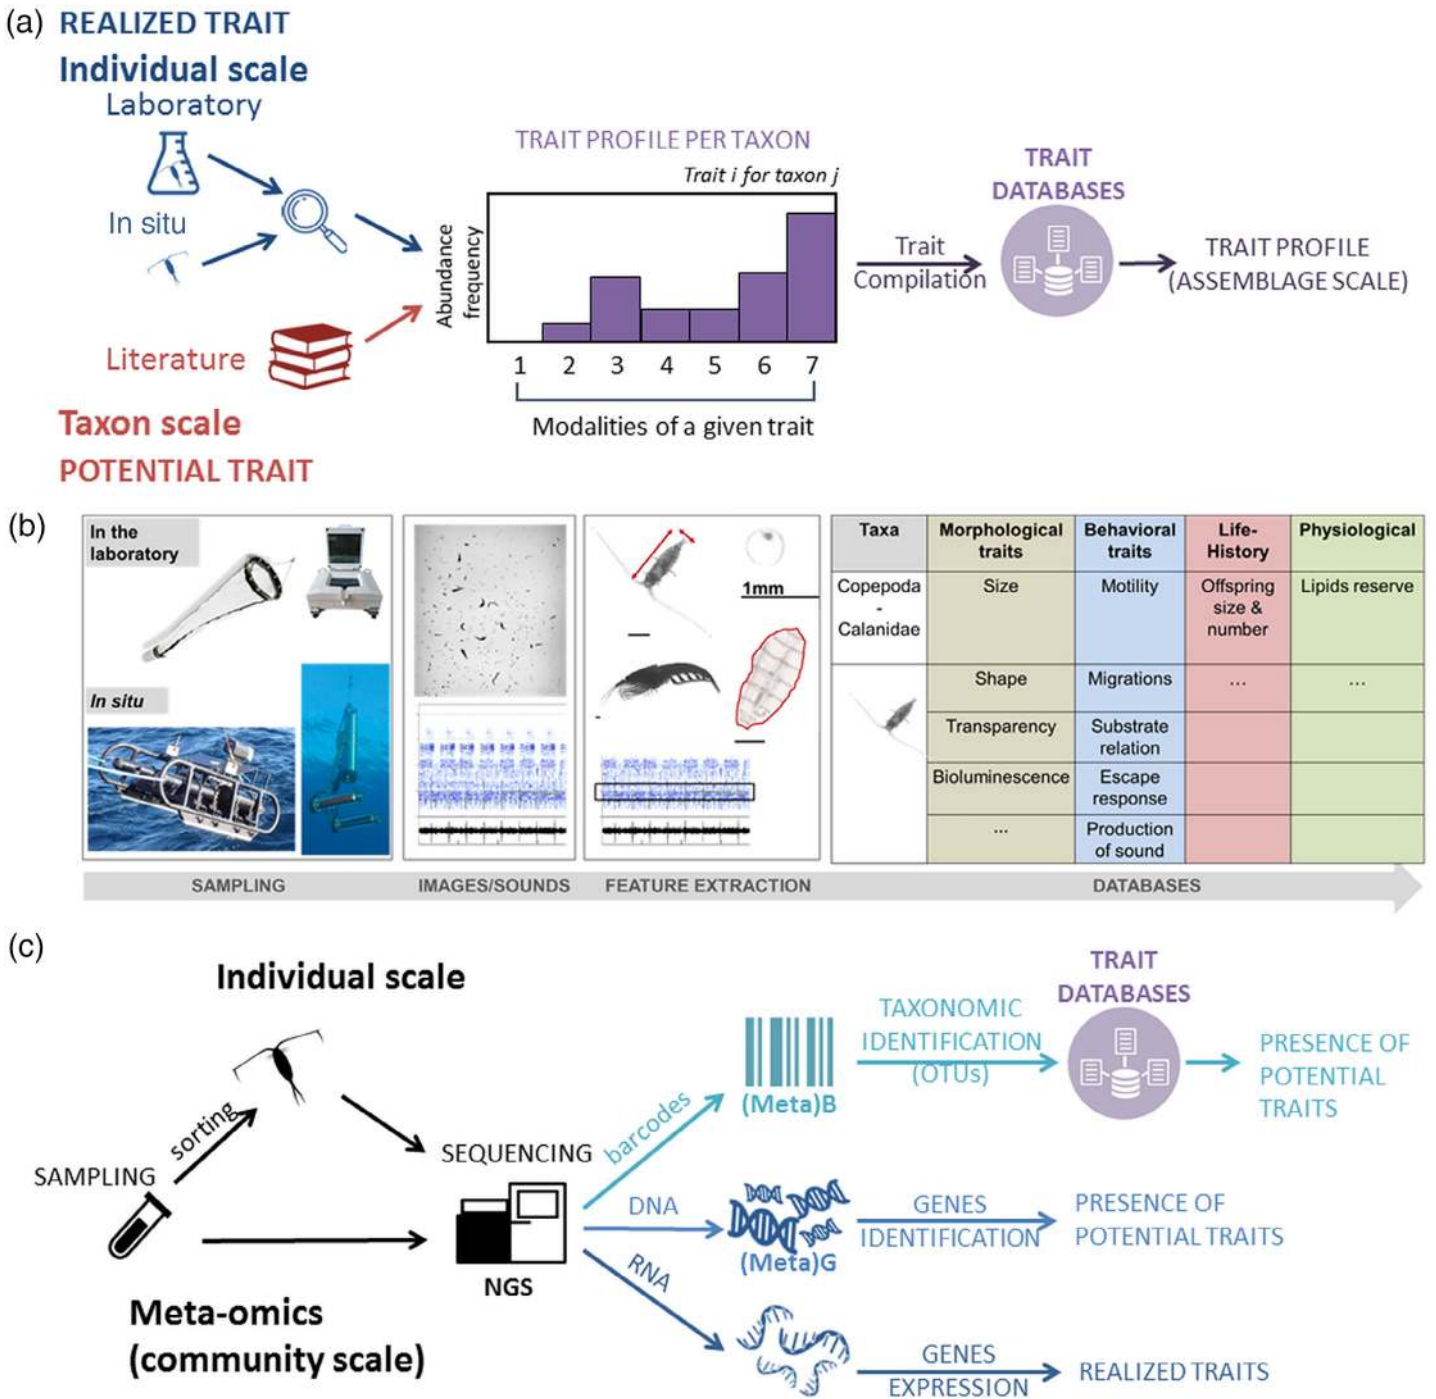 (a)
REALIZED TRAIT
Individual scale
Laboratory
In situ
Literature
Taxon scale
POTENTIAL TRAIT
TRAIT PROFILE PER TAXON
Trait i for taxon j
Abundance
frequency
1 2 3 4 5 6 7
Modalities of a given trait
Trait
Compilation
TRAIT
DATABASES
TRAIT PROFILE
(ASSEMBLAGE SCALE)
(b)
In the
laboratory
In situ
1mm
Taxa
Morphological
traits
Behavioral
traits
Life-
History
Physiological
Copepoda
-
Calanidae
Size
Motility
Offspring
size &
number
Lipids reserve
Shape
Migrations
...
...
Transparency
Substrate
relation
Bioluminescence
Escape
response
...
Production
of sound
SAMPLING
IMAGES/SOUNDS
FEATURE EXTRACTION
DATABASES
(c)
Individual scale
sorting
SAMPLING
Meta-omics
(community scale)
SEQUENCING
NGS
barcodes
(Meta)B
TAXONOMIC
IDENTIFICATION
(OTUs)
TRAIT
DATABASES
PRESENCE OF
POTENTIAL
TRAITS
DNA
(Meta)G
GENES
IDENTIFICATION
PRESENCE OF
POTENTIAL TRAITS
RNA
GENES
EXPRESSION
REALIZED TRAITS